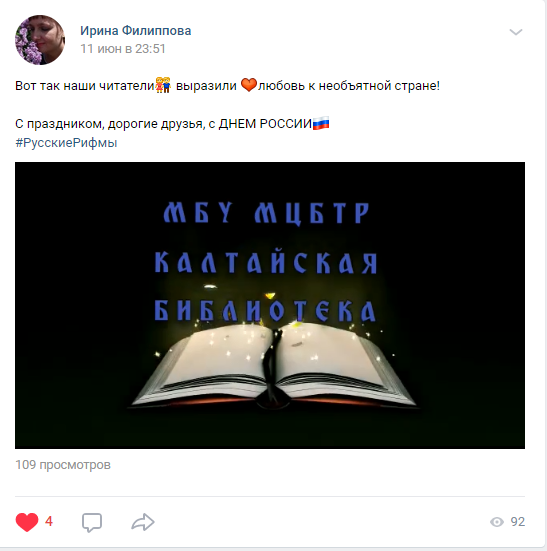 Ирина Филиппова
11 июн в 23:51
Вот так наши читатели👫 выразили 🧡любовь к необъятной стране!
С праздником, дорогие друзья, с ДНЕМ РОССИИ🇷🇺
#РусскиеРифмы
МБУ МЦБТР
КАЛТАЙСКАЯ
БИБЛИОТЕКА
109 просмотров
4
92